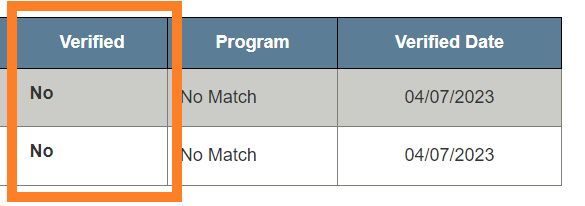 Verified Program Verified Date
No No Match 04/07/2023
No No Match 04/07/2023